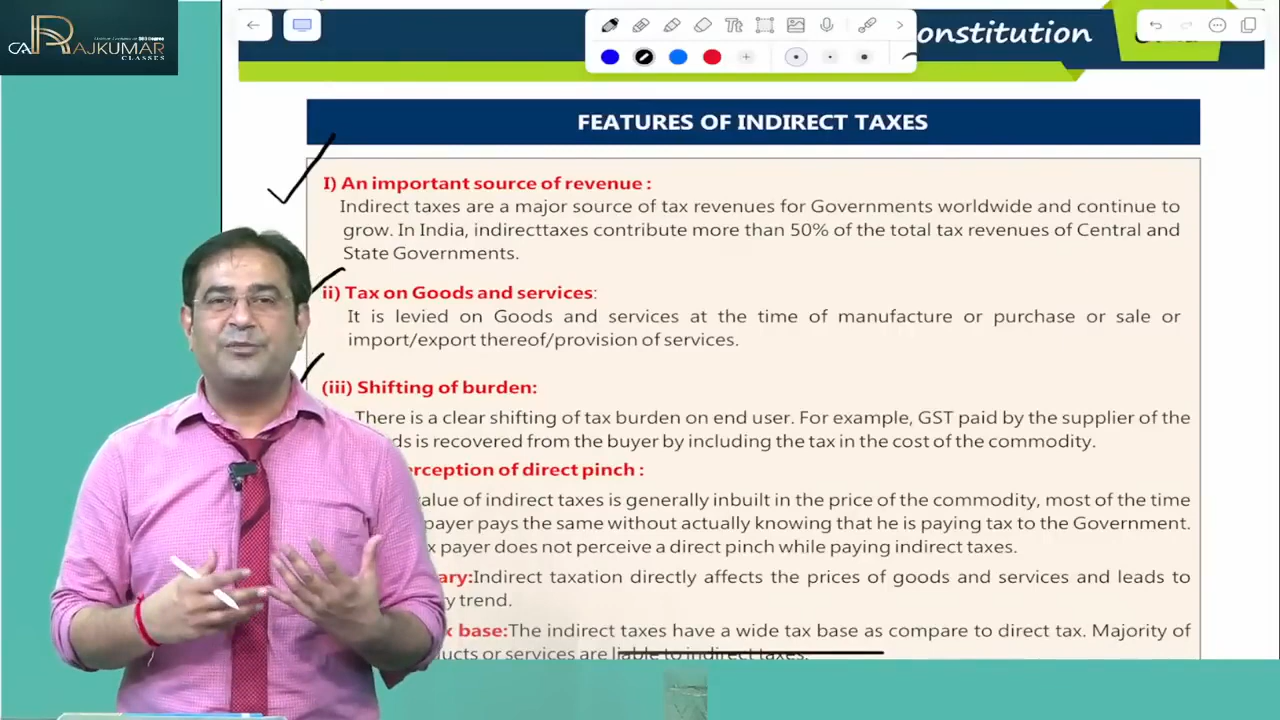 CA RAJKUMAR
CLASSES
onstitution
Tt
FEATURES OF INDIRECT TAXES
I) An important source of revenue :
Indirect taxes are a major source of tax revenues for Governments worldwide and continue to
grow. In India, indirecttaxes contribute more than 50% of the total tax revenues of Central and
State Governments.
ii) Tax on Goods and services:
It is levied on Goods and services at the time of manufacture or purchase or sale or
import/export thereof/provision of services.
(iii) Shifting of burden:
There is a clear shifting of tax burden on end user. For example, GST paid by the supplier of the
ds is recovered from the buyer by including the tax in the cost of the commodity.
erception of direct pinch :
value of indirect taxes is generally inbuilt in the price of the commodity, most of the time
payer pays the same without actually knowing that he is paying tax to the Government.
x payer does not perceive a direct pinch while paying indirect taxes.
ary:Indirect taxation directly affects the prices of goods and services and leads to
y trend.
x base:The indirect taxes have a wide tax base as compare to direct tax. Majority of
ucts or services are liable to indirect taxes.